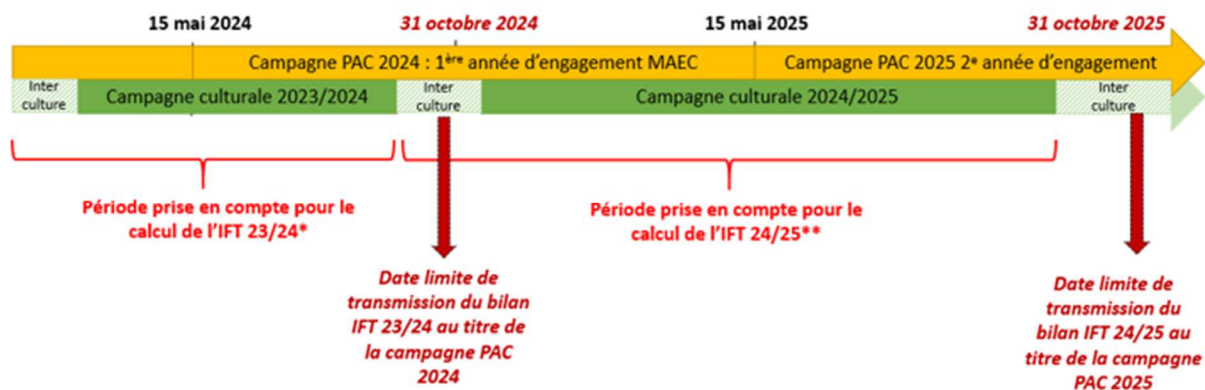 15 mai 2024
31 octobre 2024
15 mai 2025
31 octobre 2025
Campagne PAC 2024 : 1ère année d’engagement MAEC
Campagne PAC 2025 2e année d’engagement
Inter
culture
Campagne culturale 2023/2024
Inter
culture
Campagne culturale 2024/2025
Inter
culture
Période prise en compte pour le
calcul de l’IFT 23/24*
Période prise en compte pour le
calcul de l’IFT 24/25**
Date limite de
transmission du bilan
IFT 23/24 au titre de
la campagne PAC
2024
Date limite de
transmission du
bilan IFT 24/25 au
titre de la campagne
PAC 2025